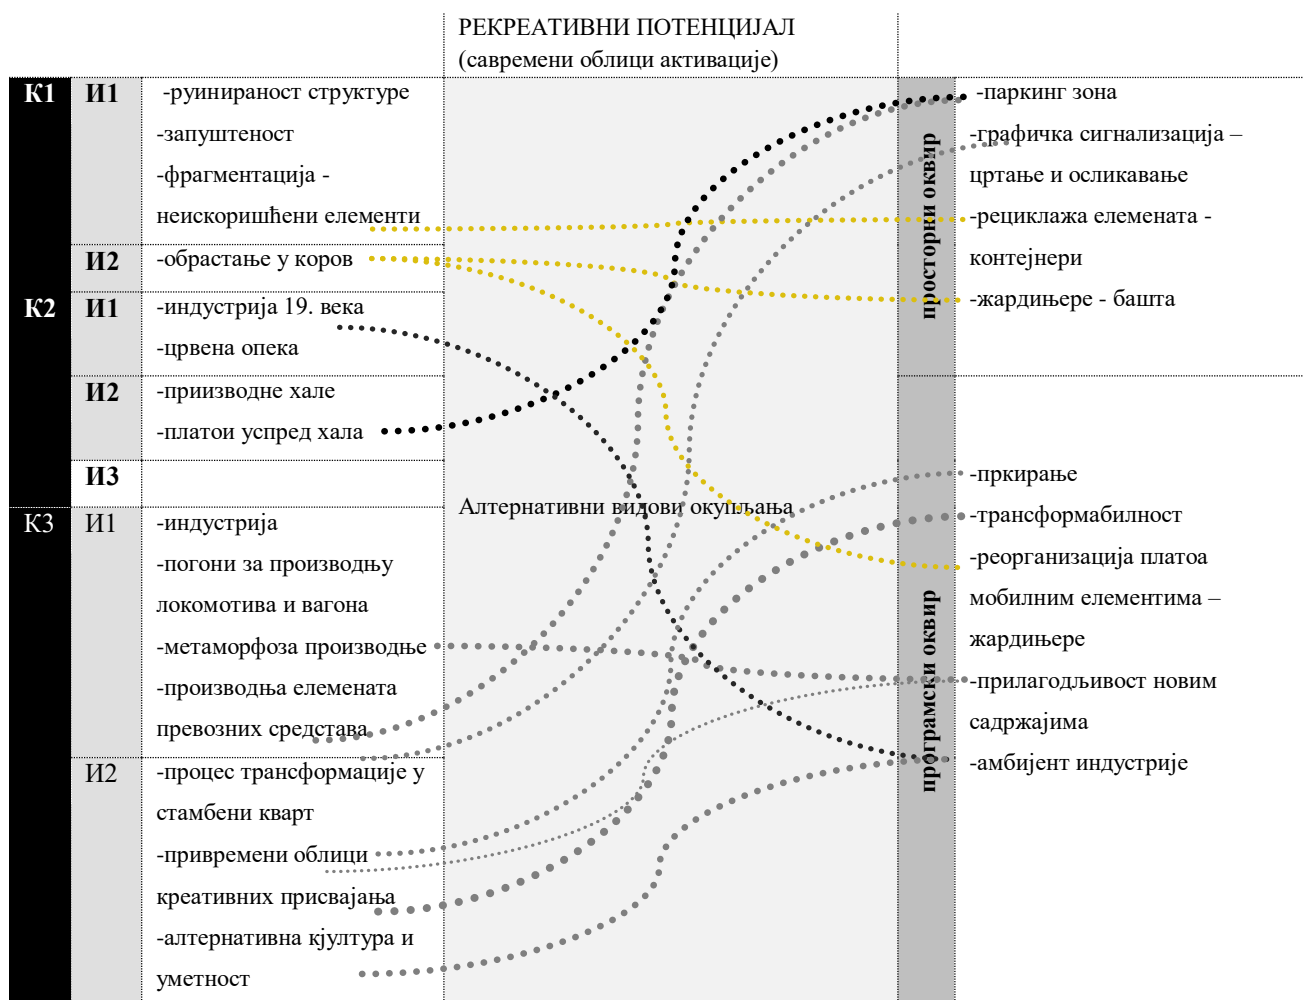 РЕКРЕАТИВНИ ПОТЕНЦИЈАЛ
(савремени облици активације)
К1
И1
-руинираност структуре
-запуштеност
-фрагментација -
неискоришћени елементи
И2
-обрастање у коров
К2
И1
-индустрија 19. века
-црвена опека
И2
-приизводне хале
-платои успред хала
И3
К3
И1
-индустрија
-погони за производњу
локомотива и вагона
-метаморфоза производње
-производња елемената
превозних средстава
И2
-процес трансформације у
стамбени кварт
-привремени облици
креативних присвајања
-алтернативна кјултура и
уметност
Алтернативни видови окупљања
просторни оквир
-паркинг зона
-графичка сигнализација –
цртање и осликавање
-рециклажа елемената -
контејнери
-жардињере - башта
програмски оквир
-пркирање
-трансформабилност
-реорганизација платоа
мобилним елементима –
жардињере
-прилагодљивост новим
садржајима
-амбијент индустрије